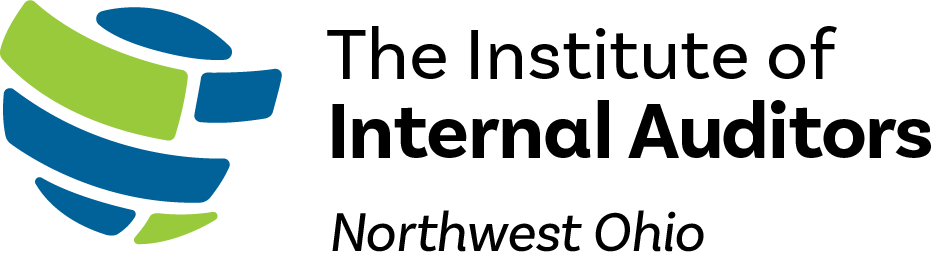 The Institute of
Internal Auditors
Northwest Ohio